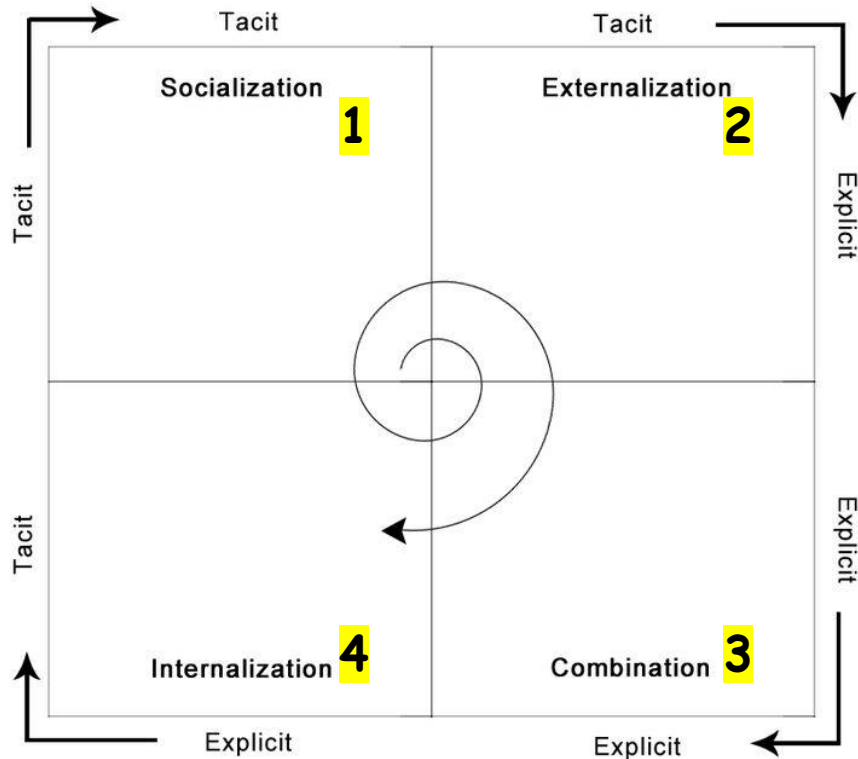 Tacit
Tacit
Socialization
Externalization
1
2
Tacit
Explicit
Tacit
Explicit
Internalization
4
Combination
3
Explicit
Explicit